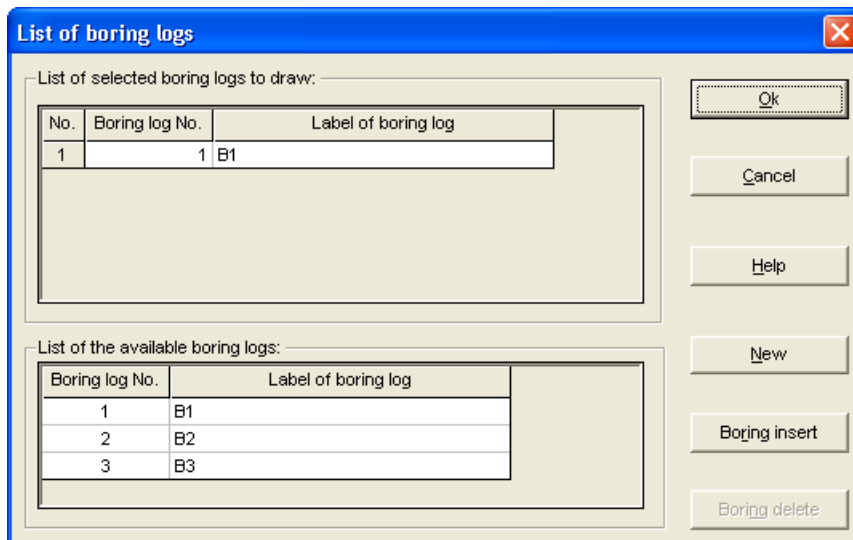 List of boring logs
List of selected boring logs to draw:
No. Boring log No. Label of boring log
1 1 B1
List of the available boring logs:
Boring log No. Label of boring log
1 B1
2 B2
3 B3
Ok
Cancel
Help
New
Boring insert
Boring delete